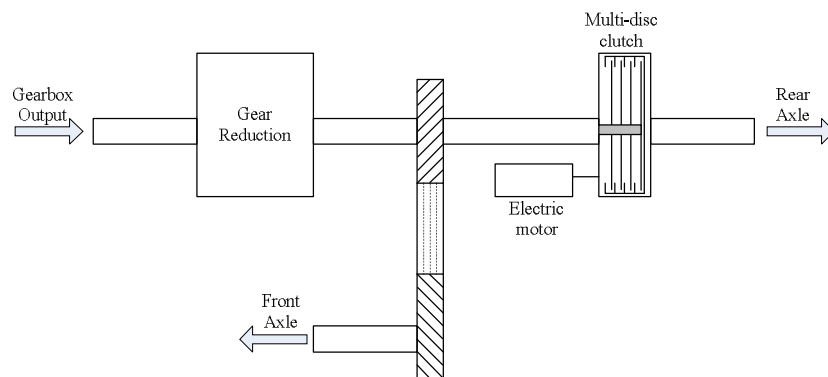 Multi-disc
clutch
Gearbox
Output
Gear
Reduction
Rear
Axle
Electric
motor
Front
Axle